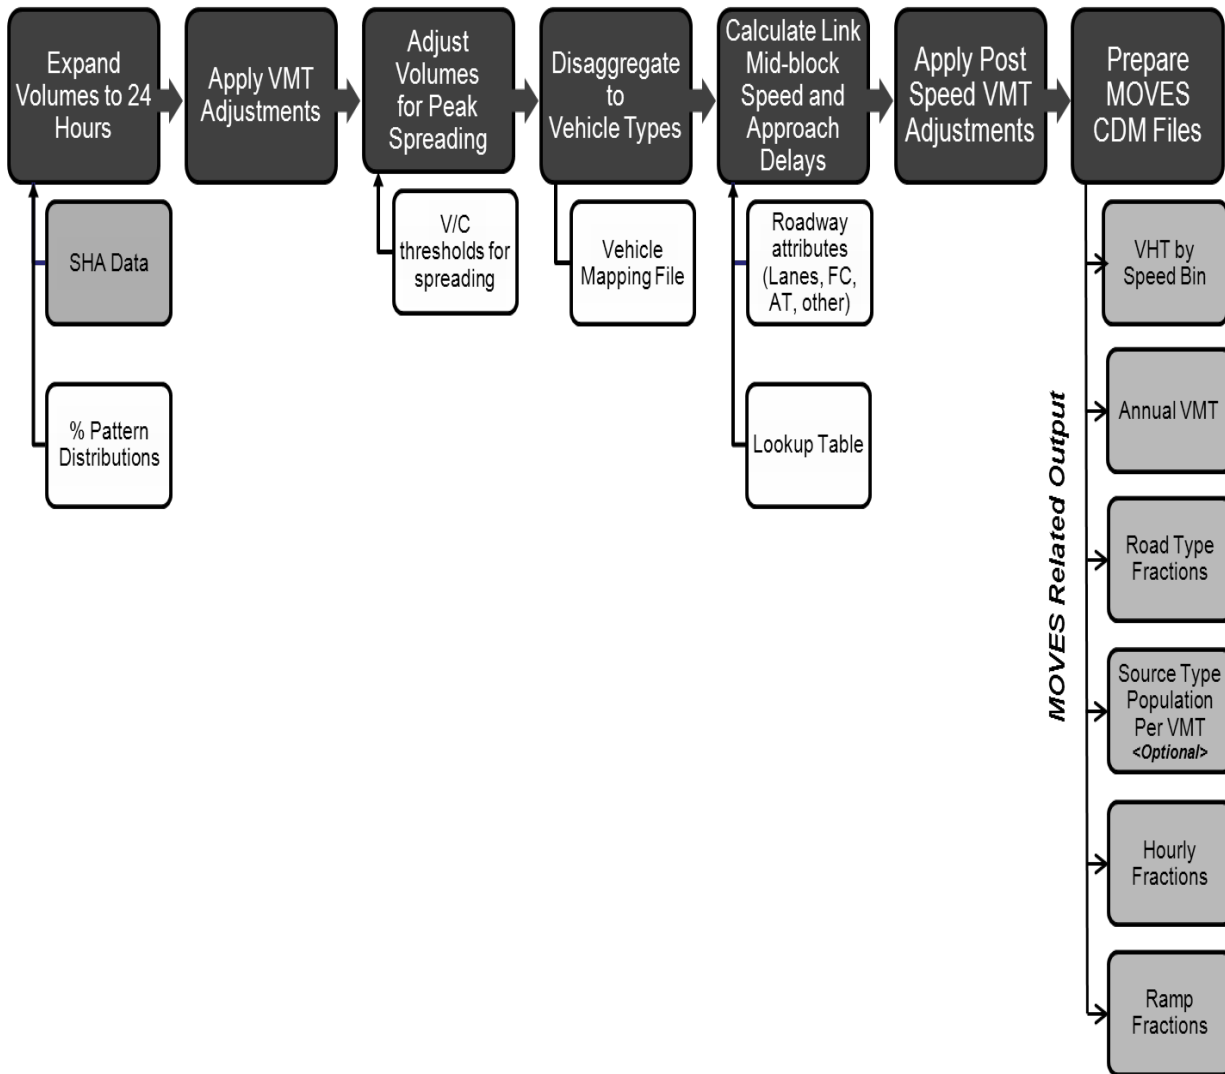 Expand
Volumes to 24
Hours
Apply VMT
Adjustments
Adjust
Volumes
for Peak
Spreading
Disaggregate
to
Vehicle Types
Calculate Link
Mid-block
Speed and
Approach
Delays
Apply Post
Speed VMT
Adjustments
Prepare
MOVES
CDM Files
SHA Data
% Pattern
Distributions
V/C
thresholds for
spreading
Vehicle
Mapping File
Roadway
attributes
(Lanes, FC,
AT, other)
Lookup Table
MOVES Related Output
VHT by
Speed Bin
Annual VMT
Road Type
Fractions
Source Type
Population
Per VMT
<Optional>
Hourly
Fractions
Ramp
Fractions